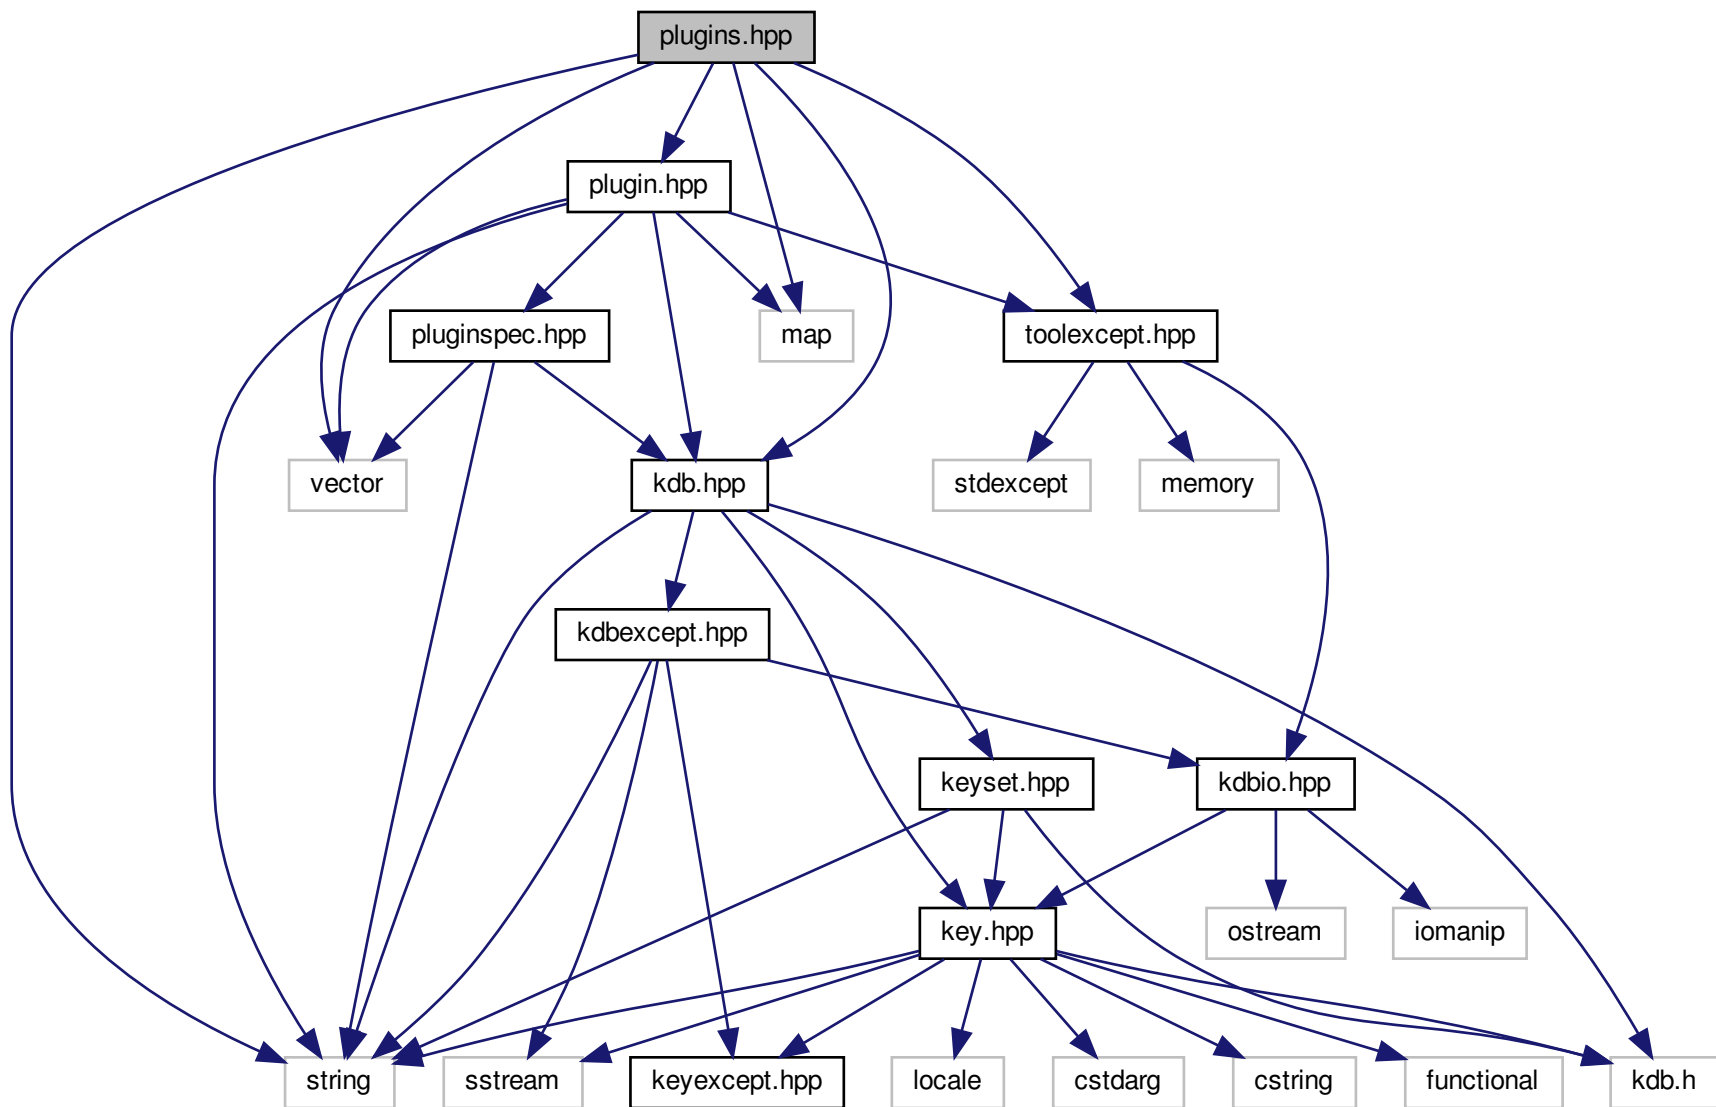 plugins.hpp
plugin.hpp
pluginspec.hpp
map
toolexcept.hpp
vector
kdb.hpp
stdexcept
memory
kdbexcept.hpp
keyset.hpp
kdbio.hpp
key.hpp
ostream
iomanip
string
sstream
keyexcept.hpp
locale
cstdarg
cstring
functional
kdb.h